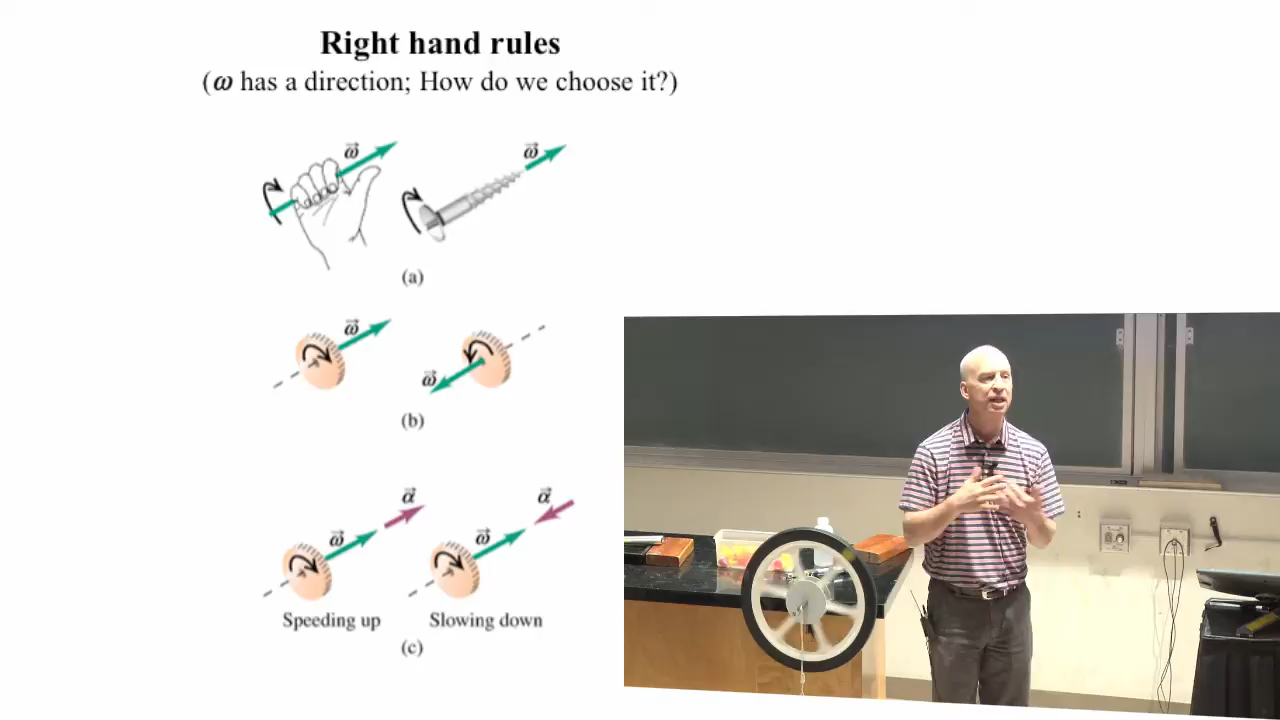 Right hand rules
(ω has a direction; How do we choose it?)
ω⃗
ω⃗
(a)
ω⃗
ω⃗
(b)
α⃗
α⃗
ω⃗
ω⃗
Speeding up
Slowing down
(c)